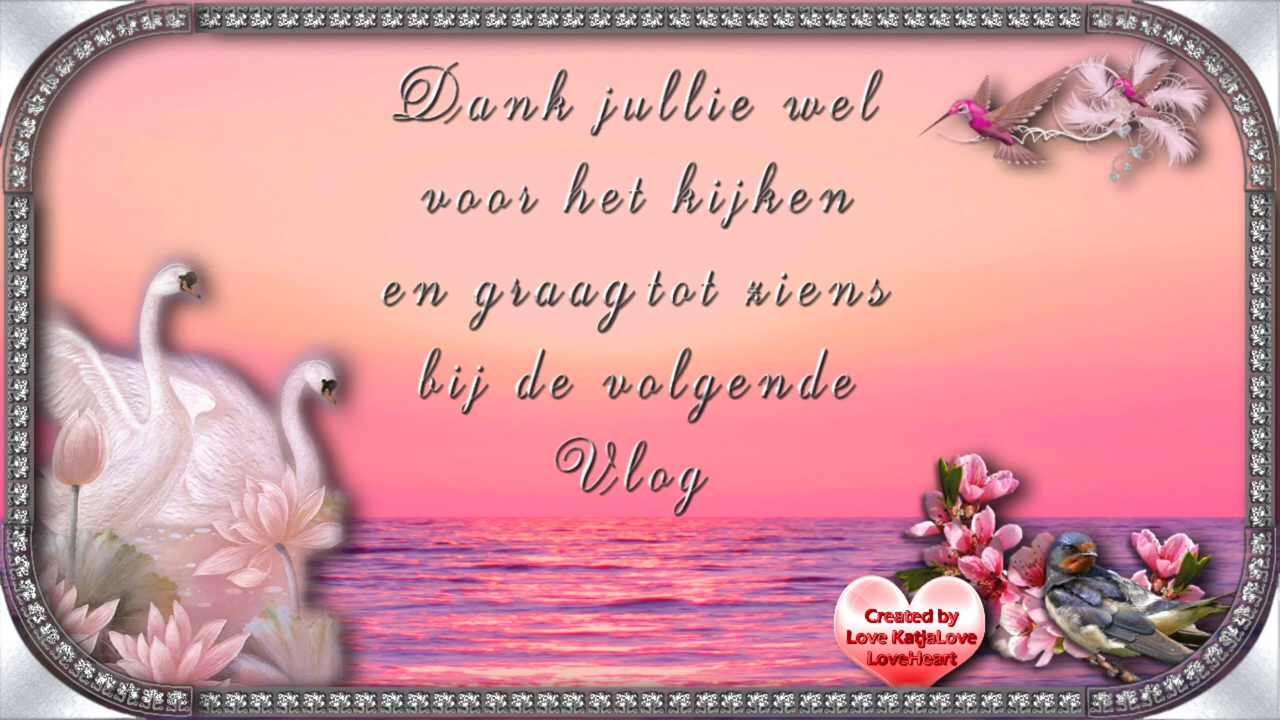 Dank jullie wel
voor het kijken
en graag tot ziens
bij de volgende
Vlog
Created by
Love KatjaLove
LoveHeart